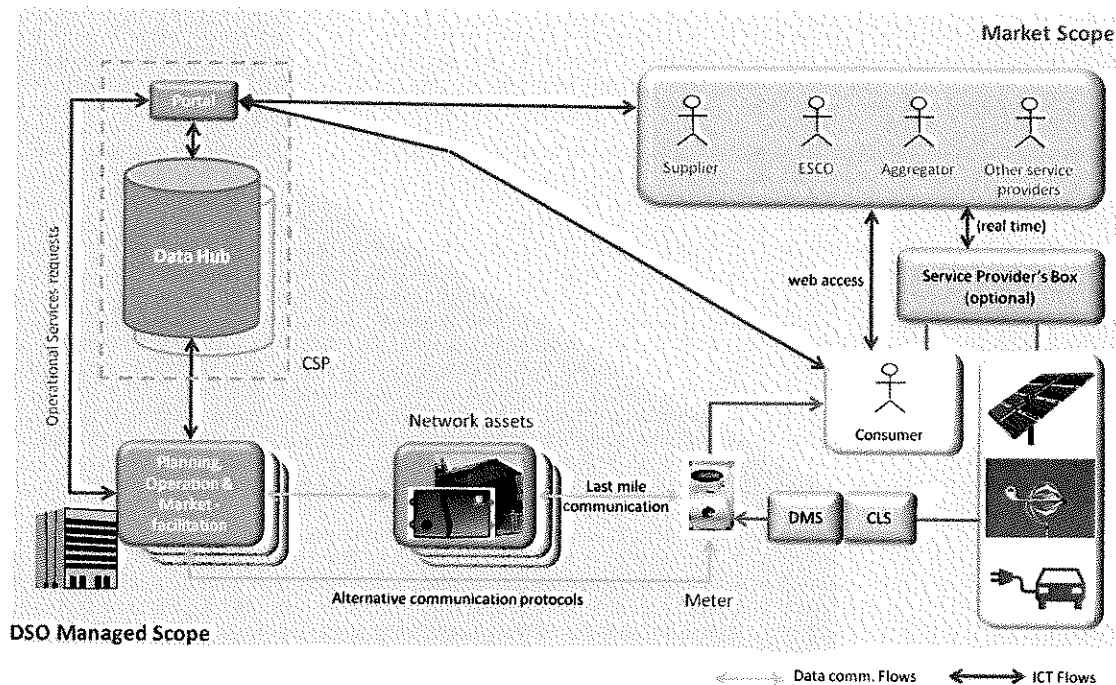 Market Scope
Portal
Supplier
ESCO
Aggregator
Other service
providers
Operational Services requests
Data Hub
CSP
web access
(real time)
Service Provider's Box
(optional)
Consumer
Planning,
Operation &
Market
facilitation
Network assets
Last mile
communication
DMS
CLS
Alternative communication protocols
Meter
DSO Managed Scope
Data comm. Flows
ICT Flows